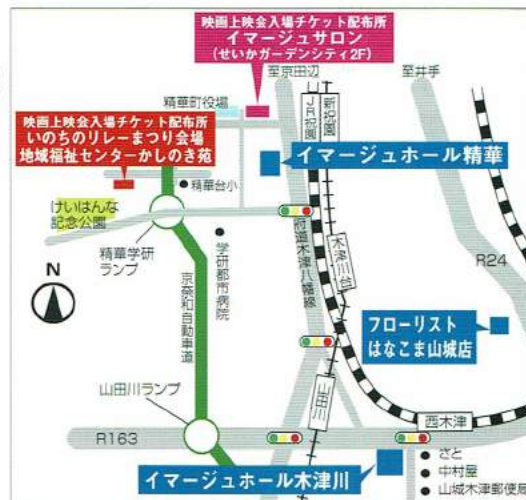 映画上映会入場チケット配布所
イマージュサロン
(せいかガーデンシティ2F)
至京田辺
至井手
精華町役場
JR祝園
新祝園
映画上映会入場チケット配布所
いのちのリレーまつり会場
地域福祉センターかしのき苑
イマージュホール精華
精華台小
けいはんな
記念公園
精華学研
ランプ
学研都市病院
府道木津八幡線
木津川台
R24
N
京奈和自動車道
フローリスト
はなこま山城店
山田川ランプ
山田川
西木津
R163
イマージュホール木津川
さと
中村屋
山城木津郵便局